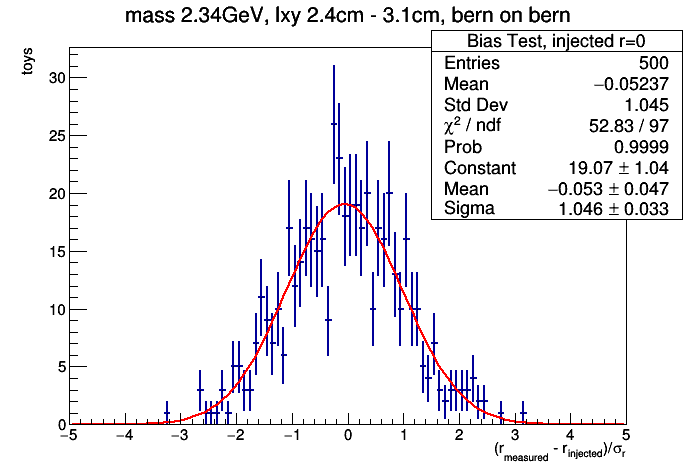 mass 2.34GeV, lxy 2.4cm - 3.1cm, bern on bern
toys
Bias Test, injected r=0
Entries 500
Mean −0.05237
Std Dev 1.045
χ² / ndf 52.83 / 97
Prob 0.9999
Constant 19.07 ± 1.04
Mean −0.053 ± 0.047
Sigma 1.046 ± 0.033
30
25
20
15
10
5
0
−5 −4 −3 −2 −1 0 1 2 3 4 5
(r_measured - r_injected)/σ_r